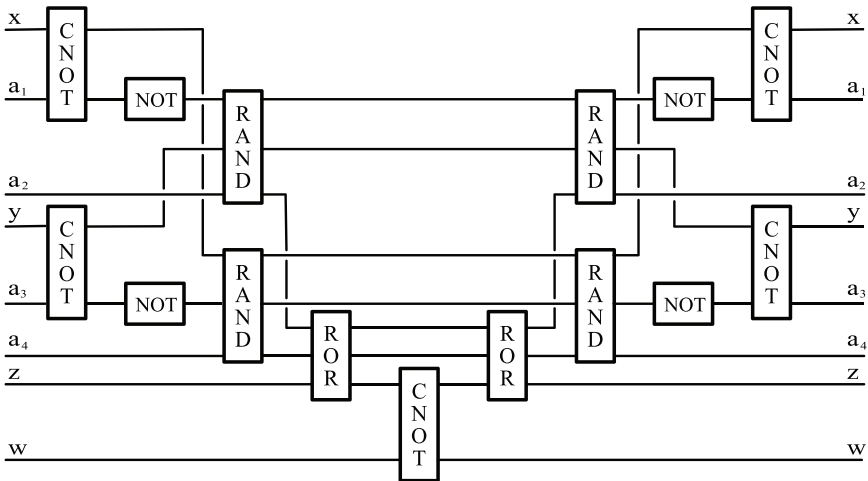 x CNOT CNOT x
a₁ NOT RAND RAND NOT a₁
a₂ a₂
y CNOT CNOT y
a₃ NOT RAND RAND NOT a₃
a₄ ROR ROR a₄
z CNOT z
w w